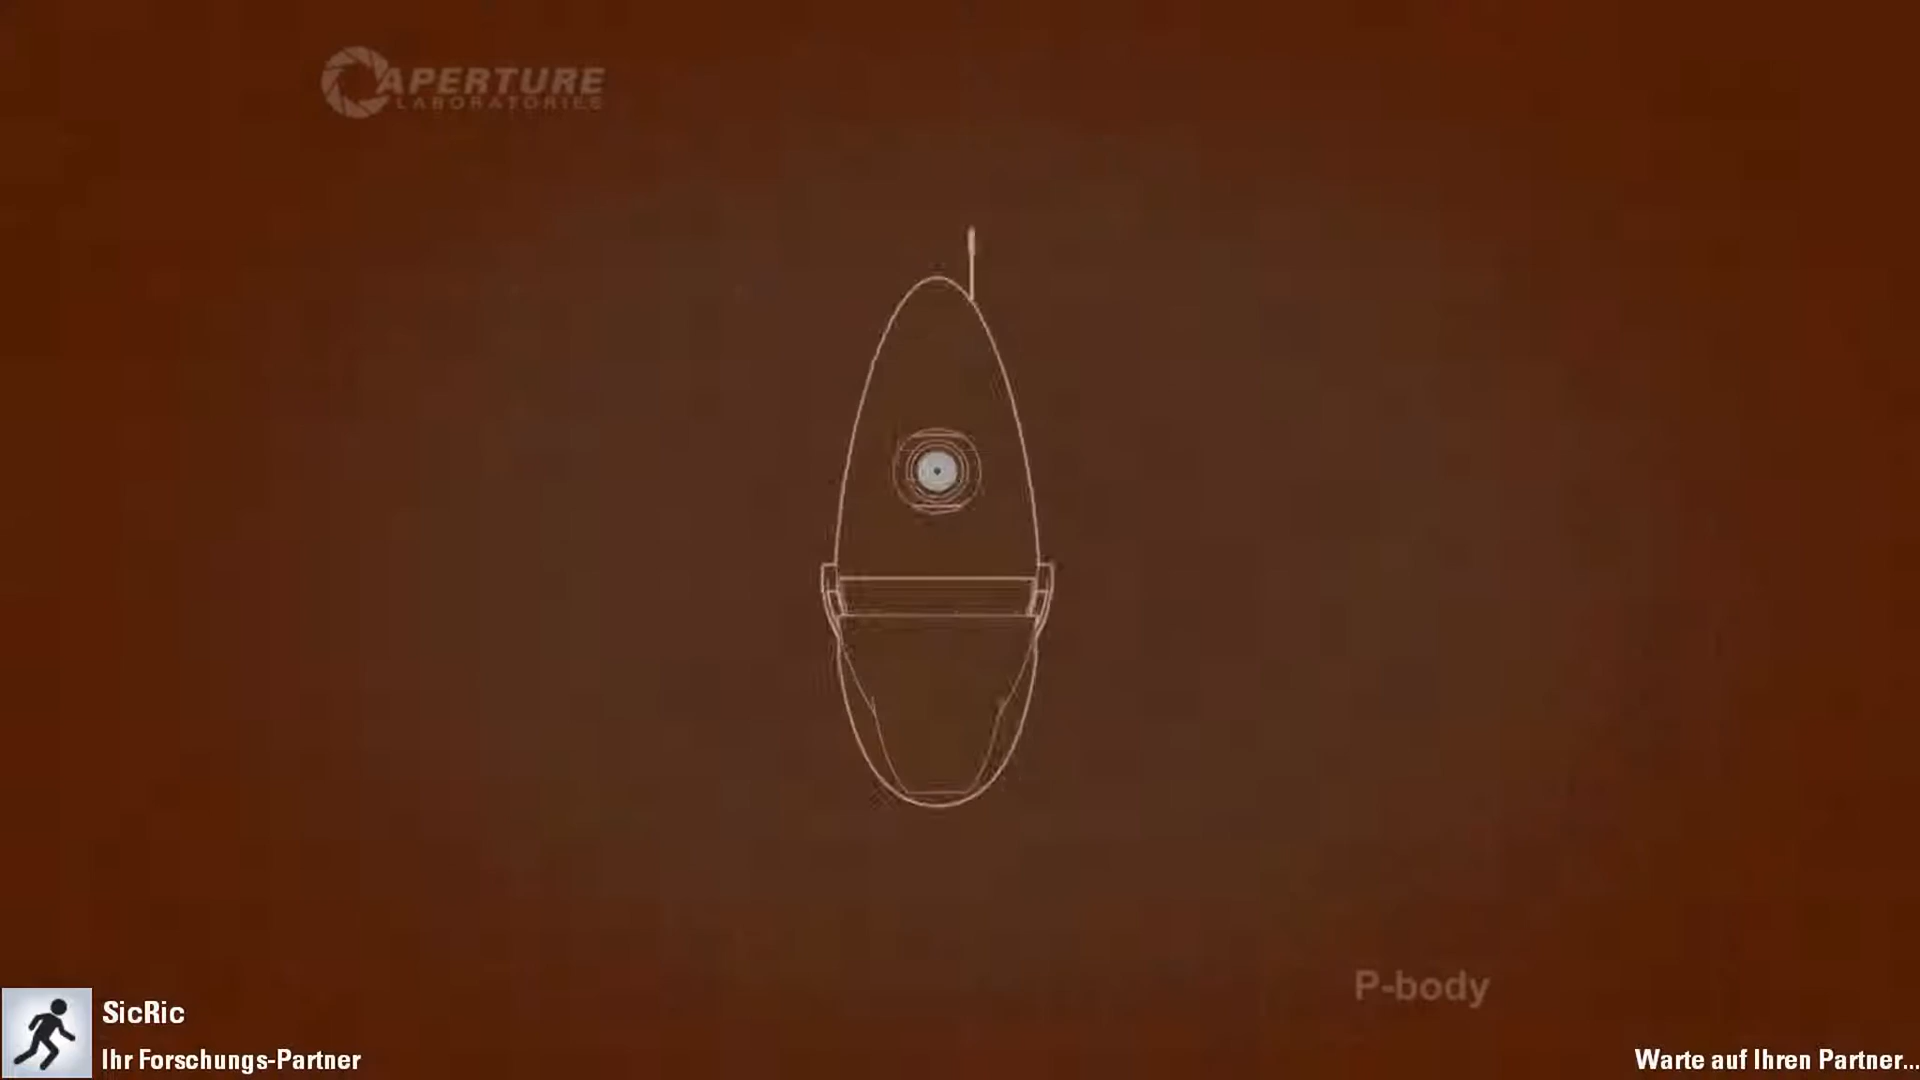 APERTURE
LABORATORIES
P-body
SicRic
Ihr Forschungs-Partner
Warte auf Ihren Partner...